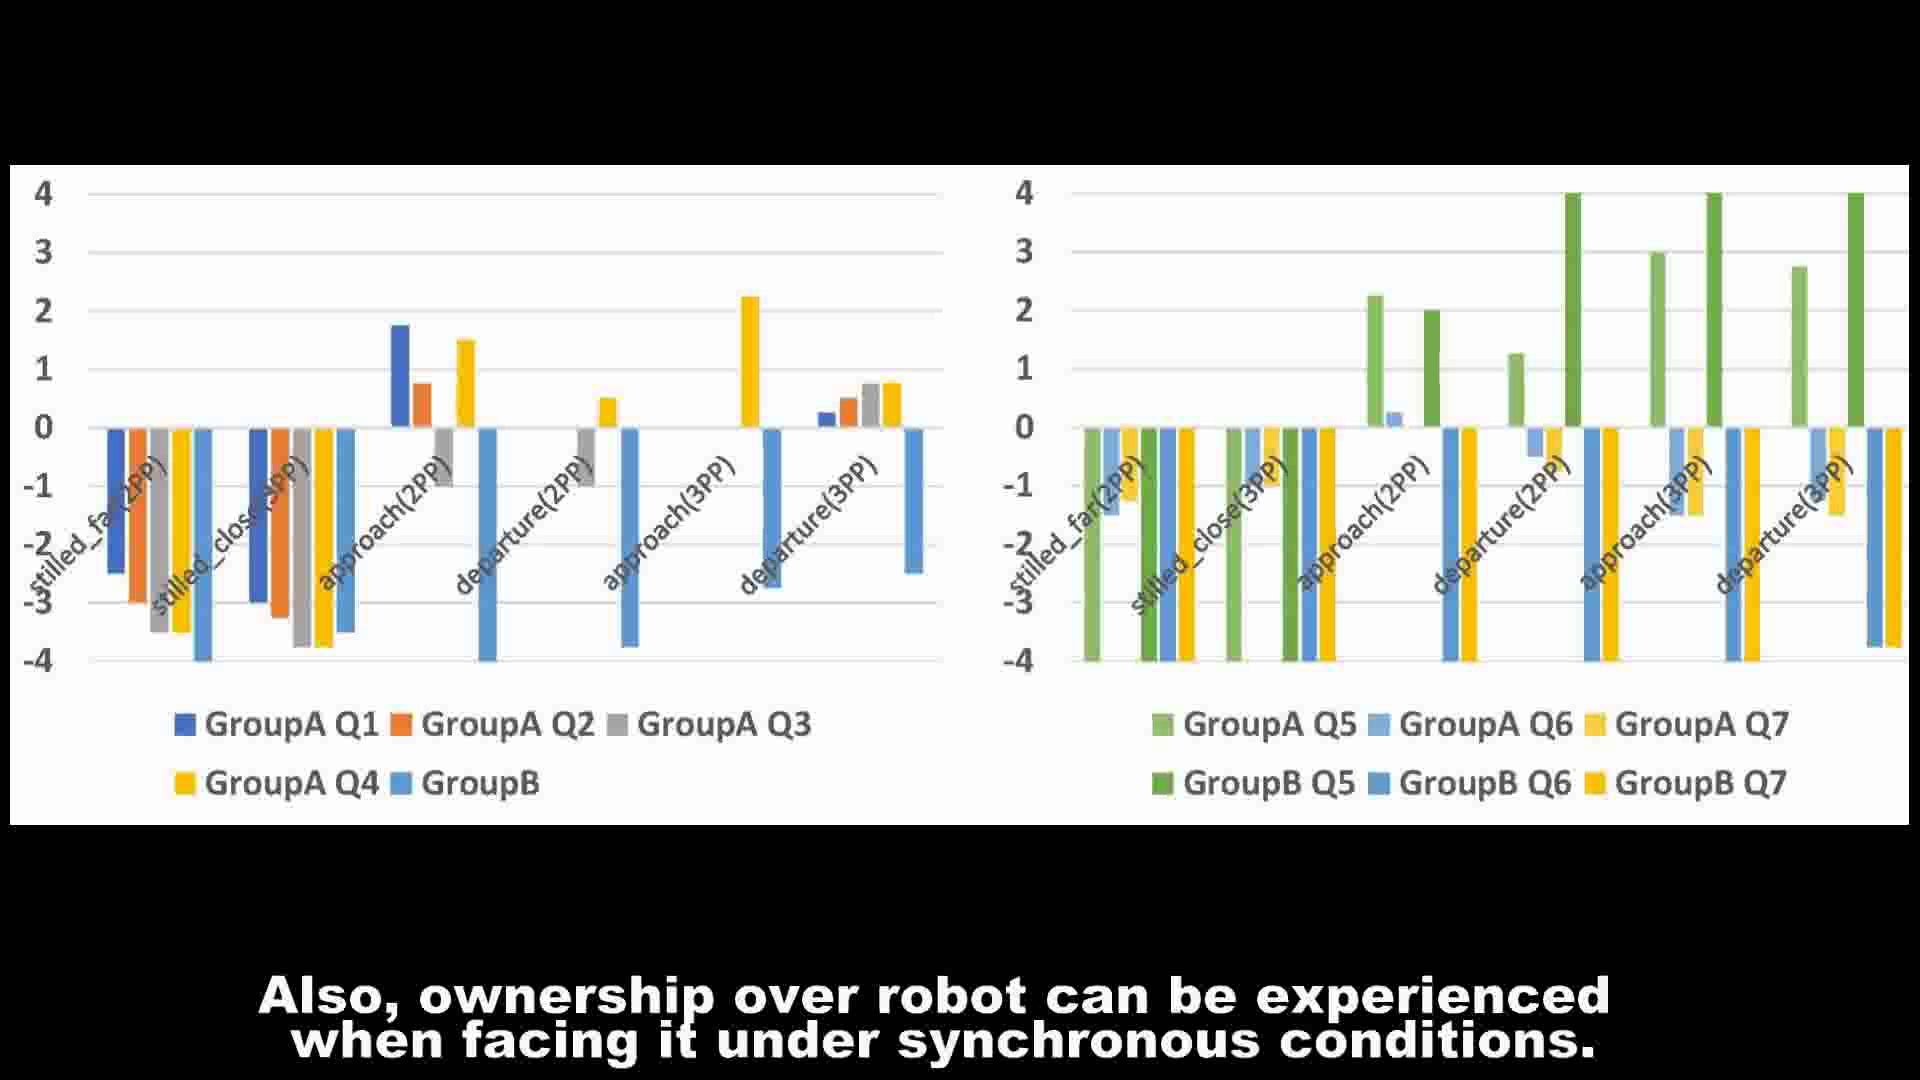 4
3
2
1
0
-1
-2
-3
-4
stilled_far(2PP)
stilled_close(3PP)
approach(2PP)
departure(2PP)
approach(3PP)
departure(3PP)
GroupA Q1 GroupA Q2 GroupA Q3
GroupA Q4 GroupB
4
3
2
1
0
-1
-2
-3
-4
stilled_far(2PP)
stilled_close(3PP)
approach(2PP)
departure(2PP)
approach(3PP)
departure(3PP)
GroupA Q5 GroupA Q6 GroupA Q7
GroupB Q5 GroupB Q6 GroupB Q7
Also, ownership over robot can be experienced
when facing it under synchronous conditions.